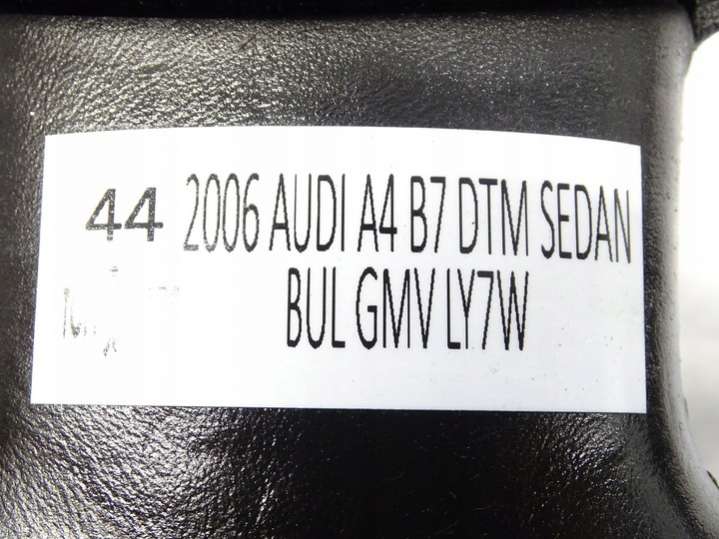 44 2006 AUDI A4 B7 DTM SEDAN
BUL GMV LY7W